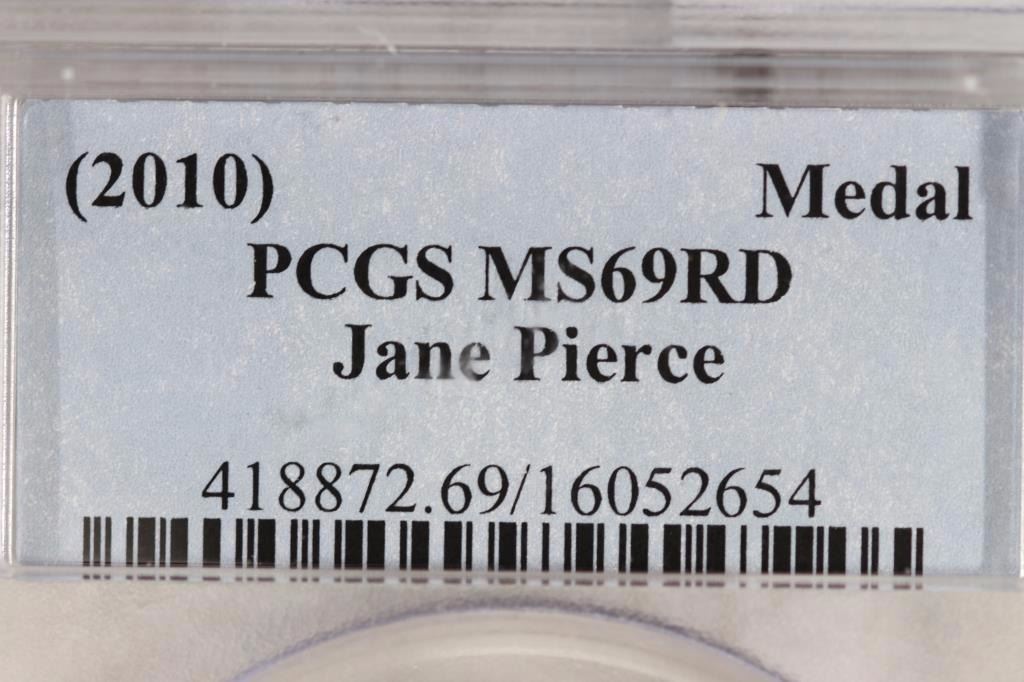 (2010) Medal
PCGS MS69RD
Jane Pierce
418872.69/16052654